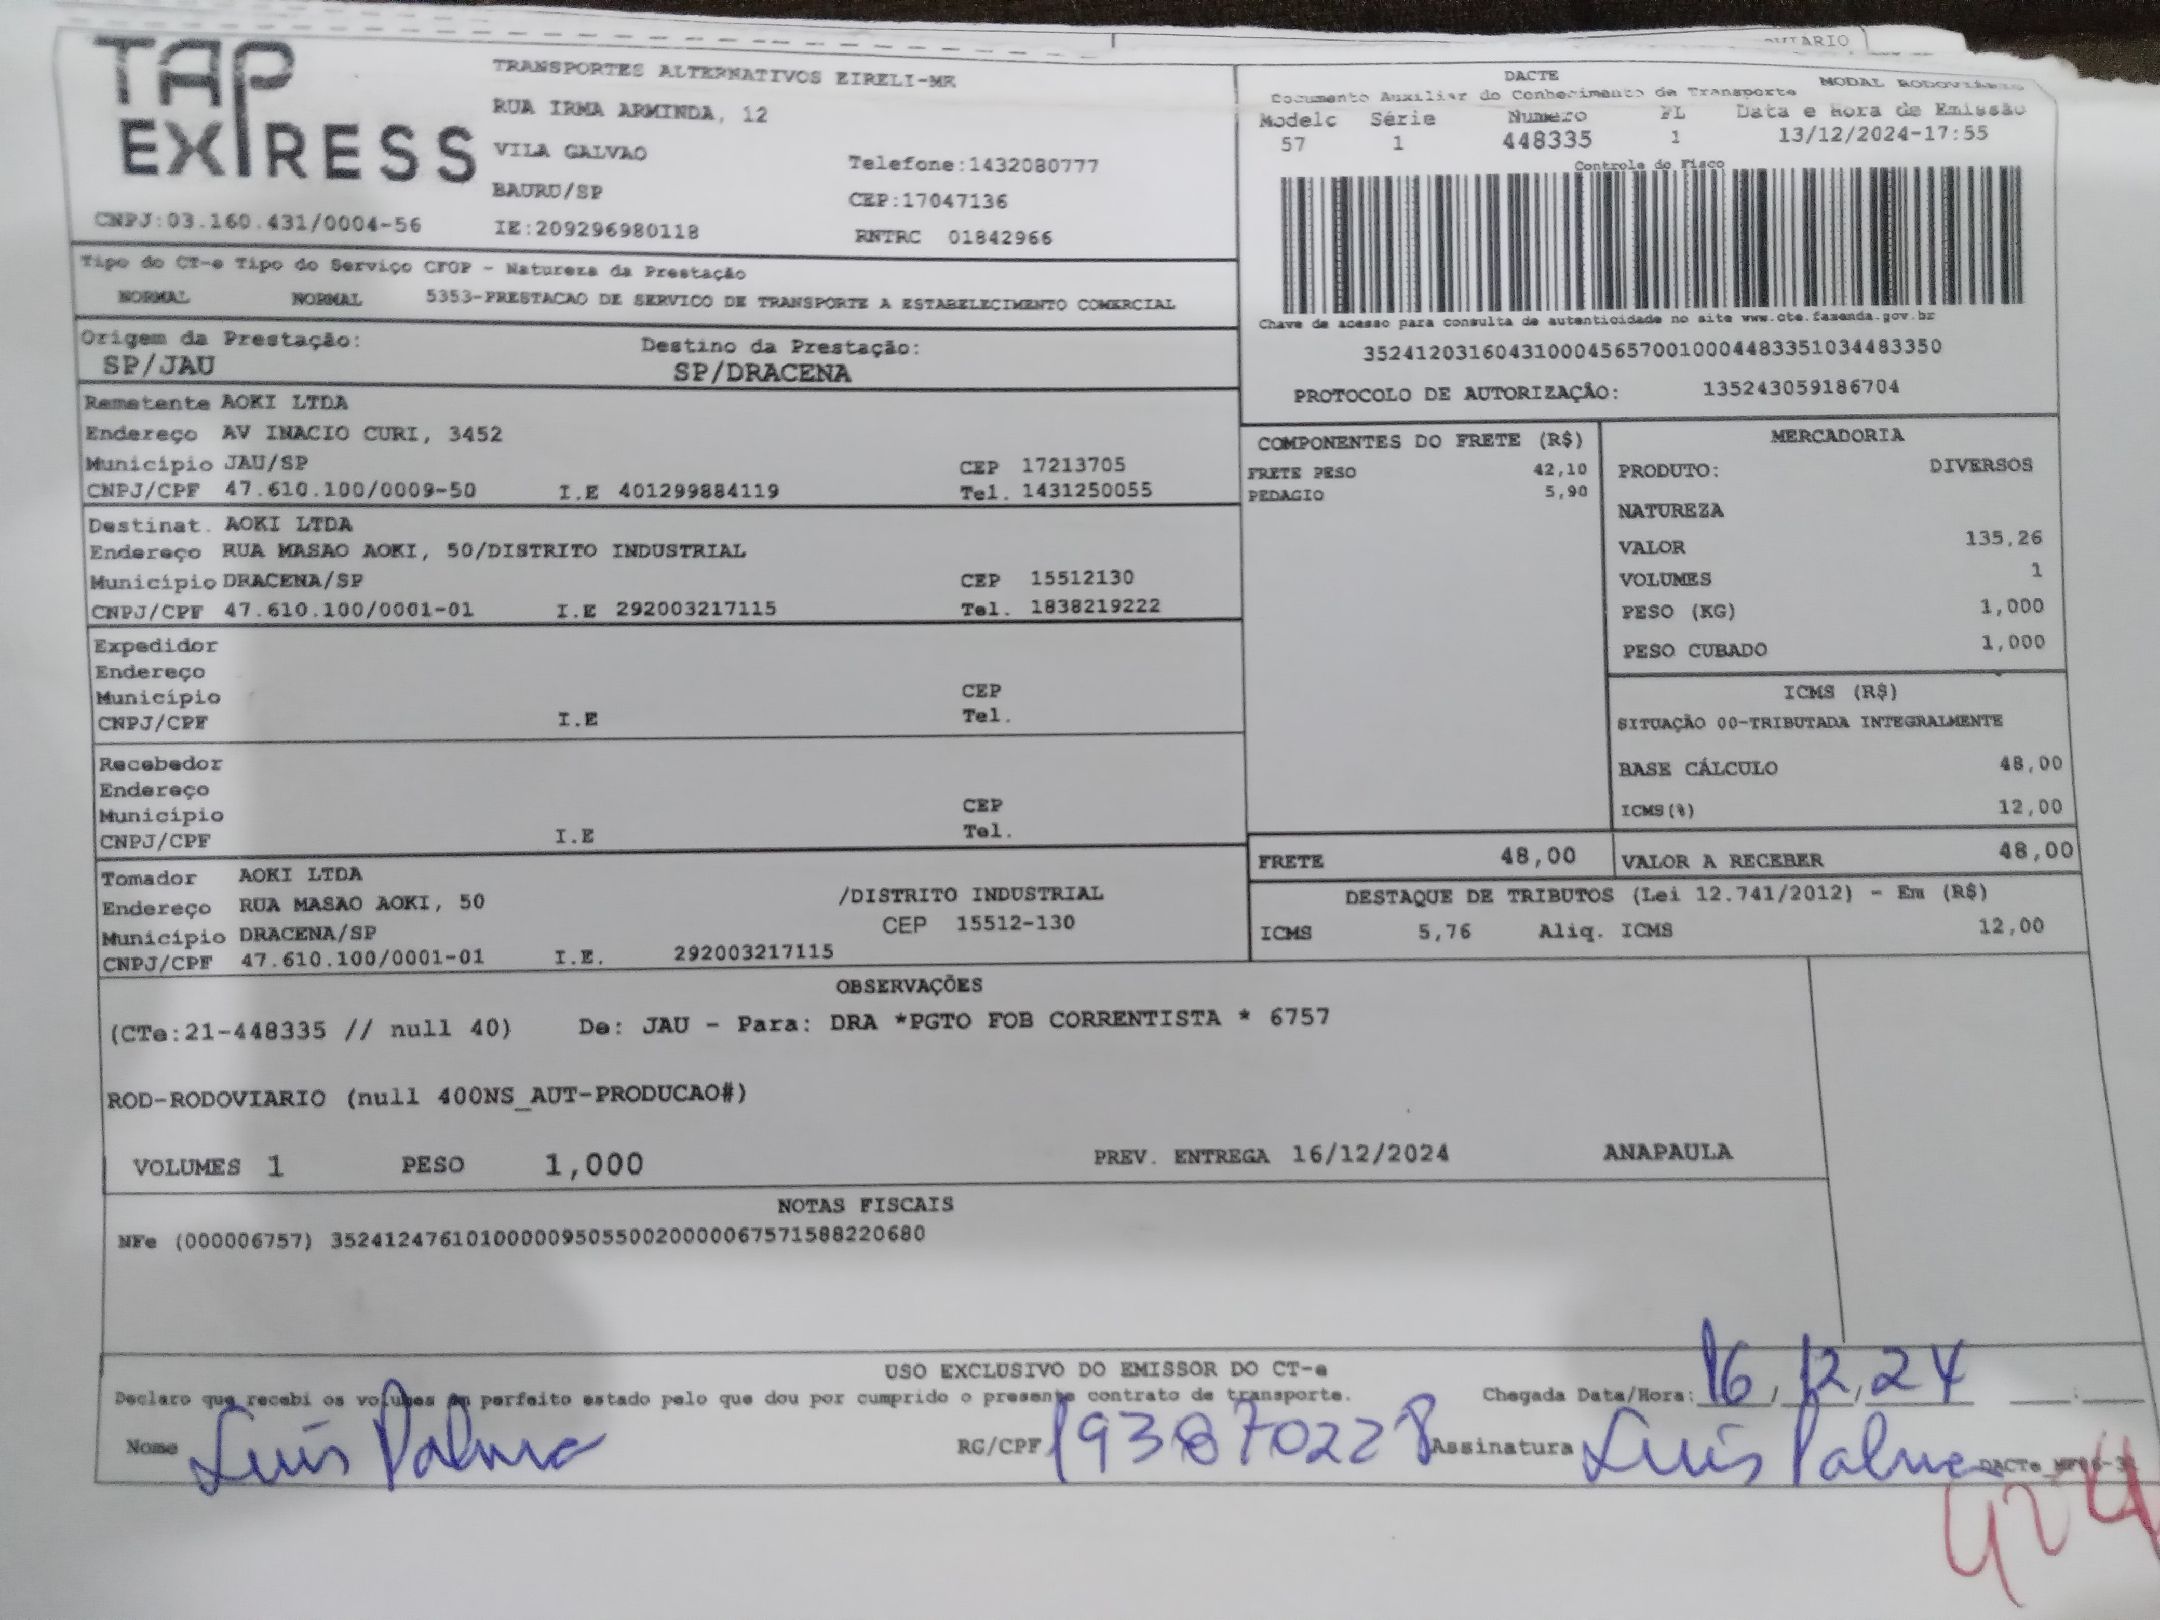 TAP
EXPRESS
TRANSPORTES ALTERNATIVOS EIRELI-ME
RUA IRMA ARMINDA, 12
VILA GALVAO Telefone:1432080777
BAURU/SP CEP:17047136
CNPJ:03.160.431/0004-56 IE:209296980118 RNTRC 01842966
DACTE MODAL RODOVIÁRIO
Documento Auxiliar do Conhecimento de Transporte
Modelo Série Numero FL Data e Hora de Emissão
57 1 448335 1 13/12/2024-17:55
Controle do Fisco
Chave de acesso para consulta de autenticidade no site www.cte.fazenda.gov.br
35241203160431000456570010004483351034483350
PROTOCOLO DE AUTORIZAÇÃO: 135243059186704
Tipo do CT-e Tipo do Serviço CFOP - Natureza da Prestação
NORMAL NORMAL 5353-PRESTACAO DE SERVICO DE TRANSPORTE A ESTABELECIMENTO COMERCIAL
Origem da Prestação: Destino da Prestação:
SP/JAU SP/DRACENA
Remetente AOKI LTDA
Endereço AV INACIO CURI, 3452
Município JAU/SP CEP 17213705
CNPJ/CPF 47.610.100/0009-50 I.E 401299884119 Tel. 1431250055
Destinat. AOKI LTDA
Endereço RUA MASAO AOKI, 50/DISTRITO INDUSTRIAL
Município DRACENA/SP CEP 15512130
CNPJ/CPF 47.610.100/0001-01 I.E 292003217115 Tel. 1838219222
Expedidor
Endereço
Município CEP
CNPJ/CPF I.E Tel.
Recebedor
Endereço
Município CEP
CNPJ/CPF I.E Tel.
Tomador AOKI LTDA
Endereço RUA MASAO AOKI, 50 /DISTRITO INDUSTRIAL
Município DRACENA/SP CEP 15512-130
CNPJ/CPF 47.610.100/0001-01 I.E. 292003217115
COMPONENTES DO FRETE (R$)
FRETE PESO 42,10
PEDAGIO 5,90
MERCADORIA
PRODUTO: DIVERSOS
NATUREZA
VALOR 135,26
VOLUMES 1
PESO (KG) 1,000
PESO CUBADO 1,000
ICMS (R$)
SITUAÇÃO 00-TRIBUTADA INTEGRALMENTE
BASE CÁLCULO 48,00
ICMS(%) 12,00
FRETE 48,00 VALOR A RECEBER 48,00
DESTAQUE DE TRIBUTOS (Lei 12.741/2012) - Em (R$)
ICMS 5,76 Aliq. ICMS 12,00
OBSERVAÇÕES
(CTe:21-448335 // null 40) De: JAU - Para: DRA *PGTO FOB CORRENTISTA * 6757
ROD-RODOVIARIO (null 400NS_AUT-PRODUCAO#)
VOLUMES 1 PESO 1,000 PREV. ENTREGA 16/12/2024 ANAPAULA
NOTAS FISCAIS
NFe (000006757) 35241247610100000950550020000067571588220680
USO EXCLUSIVO DO EMISSOR DO CT-e
Declaro que recebi os volumes em perfeito estado pelo que dou por cumprido o presente contrato de transporte. Chegada Data/Hora: 16/12/24
Nome Luis Palma RG/CPF 193870228 Assinatura Luis Palma